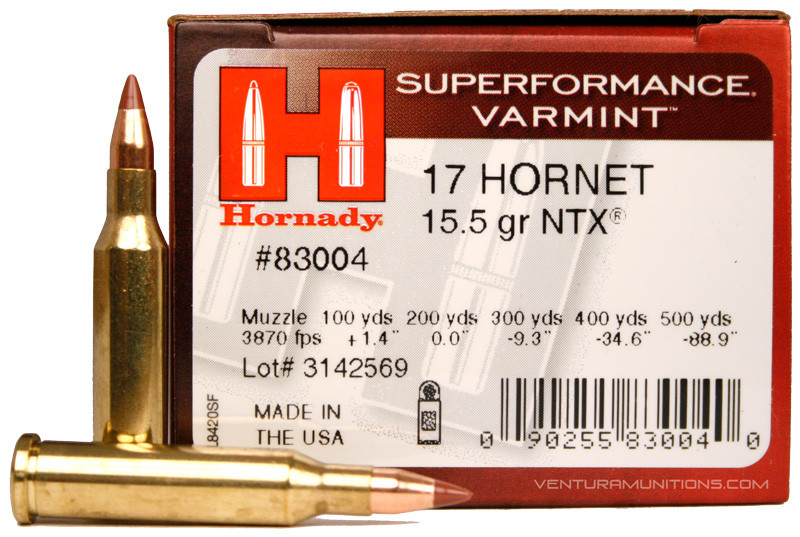 SUPERFORMANCE®
VARMINT™
Hornady®
17 HORNET
15.5 gr NTX®
#83004
Muzzle 100 yds 200 yds 300 yds 400 yds 500 yds
3870 fps +1.4" 0.0" -9.3" -34.6" -88.9"
Lot# 3142569
L8420SF
MADE IN
THE USA
0 90255 83004 0
VENTURAMUNITIONS.COM